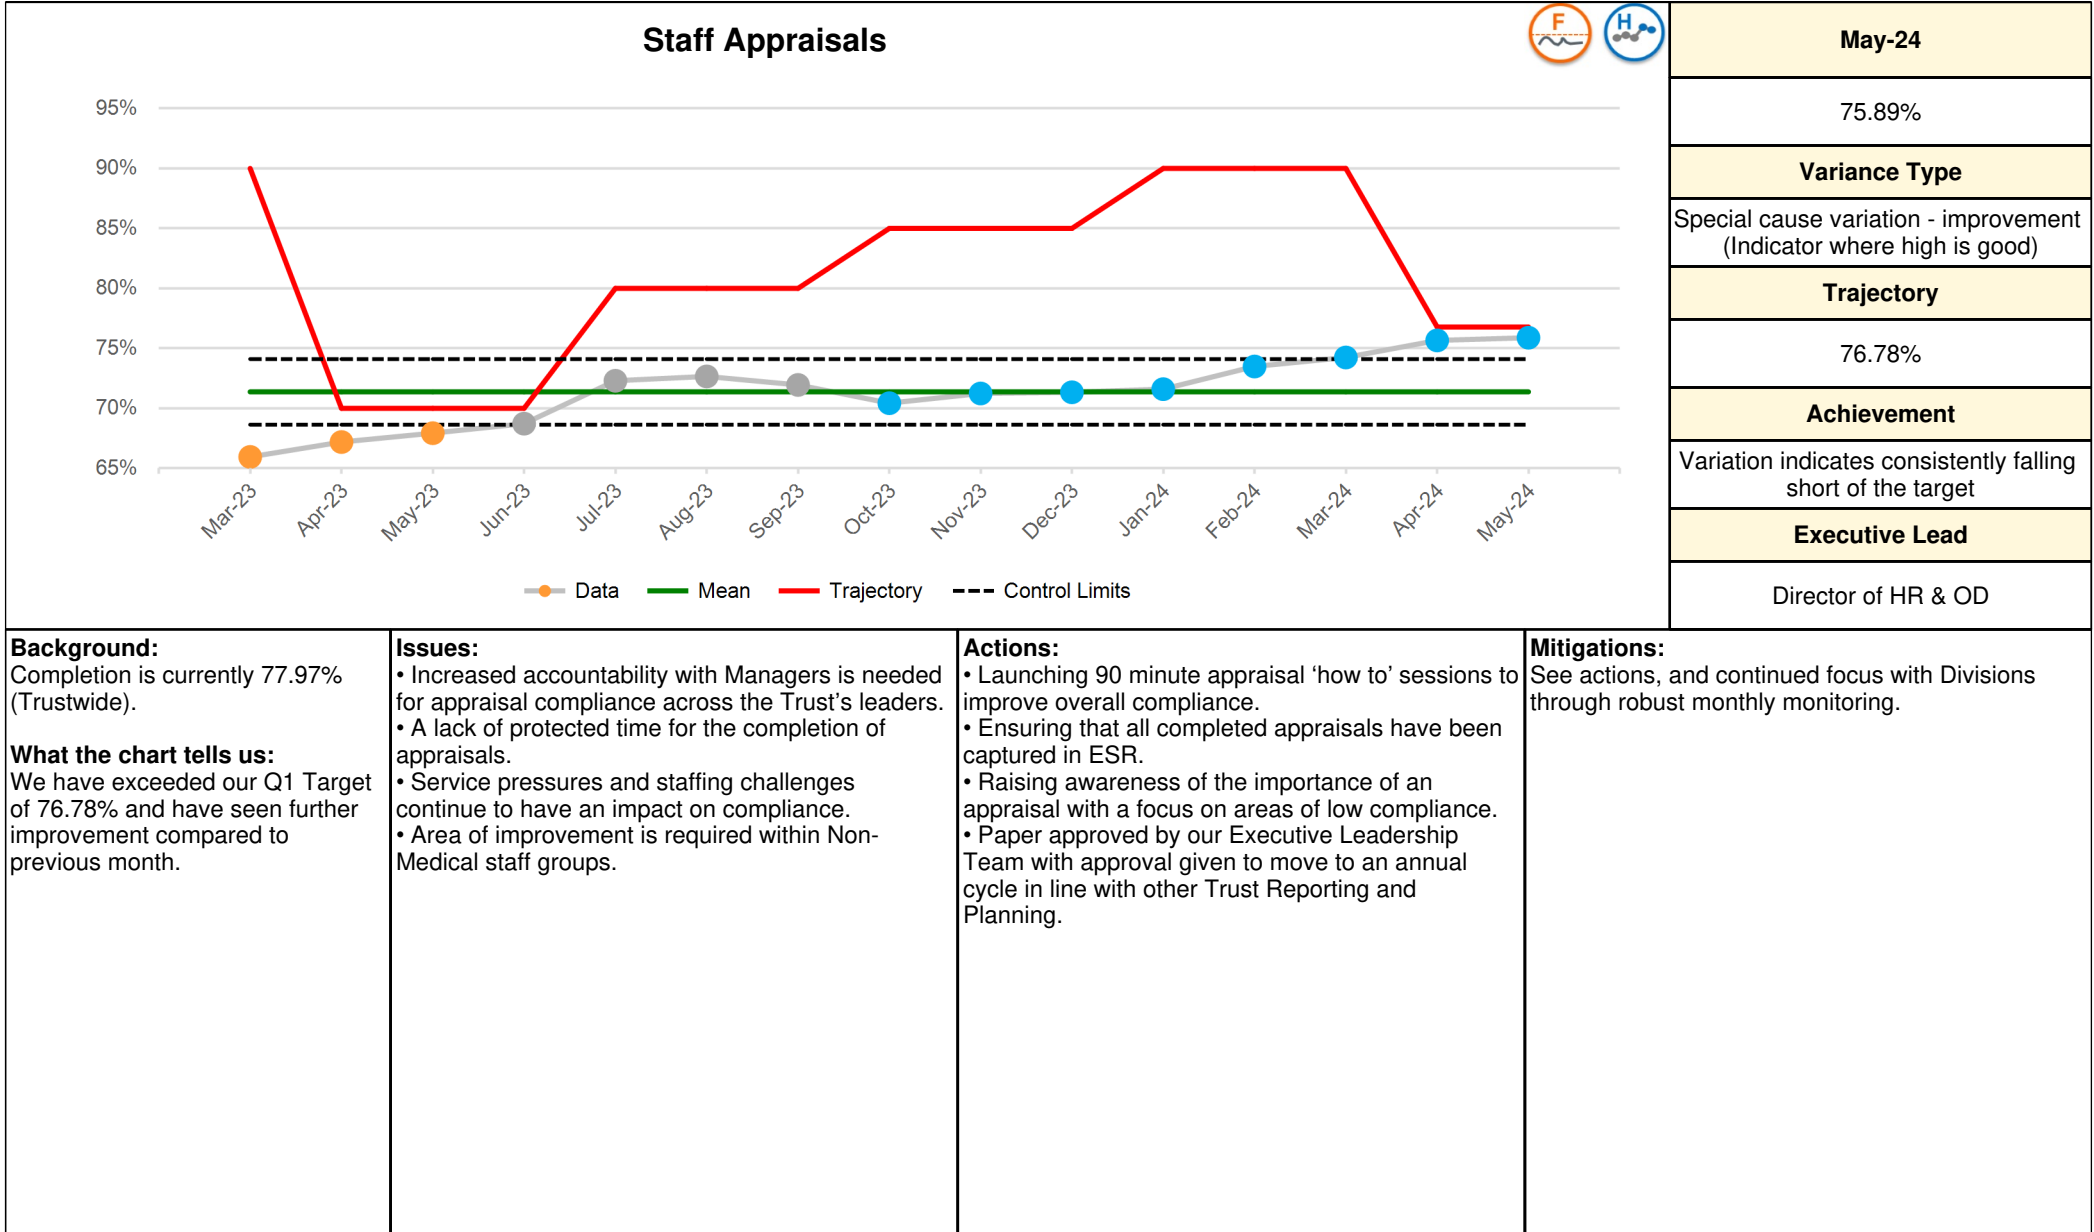 Staff Appraisals
F
H
95%
90%
85%
80%
75%
70%
65%
Mar-23
Apr-23
May-23
Jun-23
Jul-23
Aug-23
Sep-23
Oct-23
Nov-23
Dec-23
Jan-24
Feb-24
Mar-24
Apr-24
May-24
Data
Mean
Trajectory
Control Limits
May-24
75.89%
Variance Type
Special cause variation - improvement
(Indicator where high is good)
Trajectory
76.78%
Achievement
Variation indicates consistently falling
short of the target
Executive Lead
Director of HR & OD
Background:
Completion is currently 77.97%
(Trustwide).
What the chart tells us:
We have exceeded our Q1 Target
of 76.78% and have seen further
improvement compared to
previous month.
Issues:
• Increased accountability with Managers is needed
for appraisal compliance across the Trust’s leaders.
• A lack of protected time for the completion of
appraisals.
• Service pressures and staffing challenges
continue to have an impact on compliance.
• Area of improvement is required within Non-
Medical staff groups.
Actions:
• Launching 90 minute appraisal ‘how to’ sessions to
improve overall compliance.
• Ensuring that all completed appraisals have been
captured in ESR.
• Raising awareness of the importance of an
appraisal with a focus on areas of low compliance.
• Paper approved by our Executive Leadership
Team with approval given to move to an annual
cycle in line with other Trust Reporting and
Planning.
Mitigations:
See actions, and continued focus with Divisions
through robust monthly monitoring.